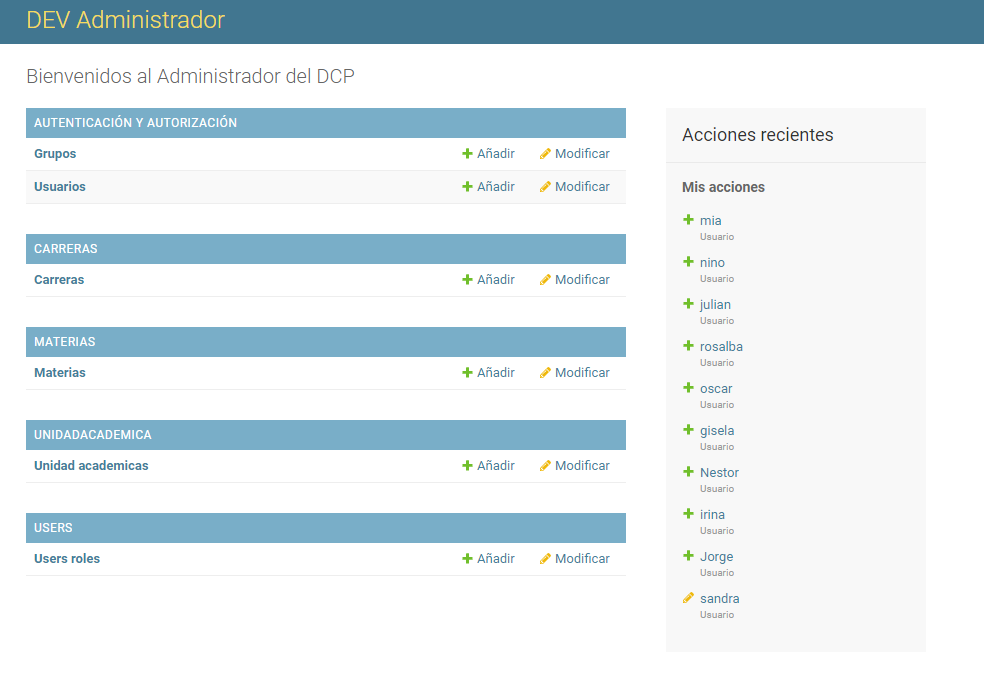 DEV Administrador
Bienvenidos al Administrador del DCP
AUTENTICACIÓN Y AUTORIZACIÓN
Grupos Añadir Modificar
Usuarios Añadir Modificar
CARRERAS
Carreras Añadir Modificar
MATERIAS
Materias Añadir Modificar
UNIDADACADEMICA
Unidad academicas Añadir Modificar
USERS
Users roles Añadir Modificar
Acciones recientes
Mis acciones
mia
Usuario
nino
Usuario
julian
Usuario
rosalba
Usuario
oscar
Usuario
gisela
Usuario
Nestor
Usuario
irina
Usuario
Jorge
Usuario
sandra
Usuario